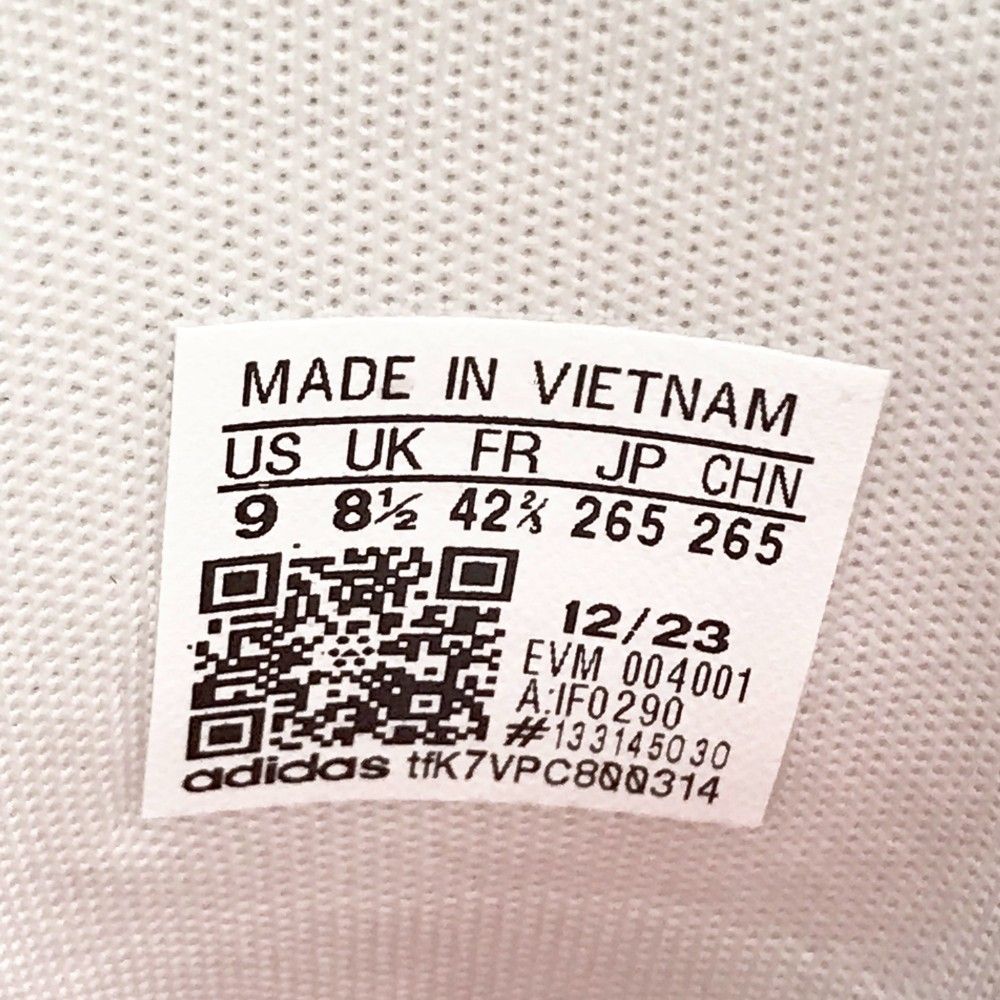 MADE IN VIETNAM
US UK FR JP CHN
9 8½ 42⅔ 265 265
12/23
EVM 004001
A:IF0290
#133145030
adidas tfK7VPC800314